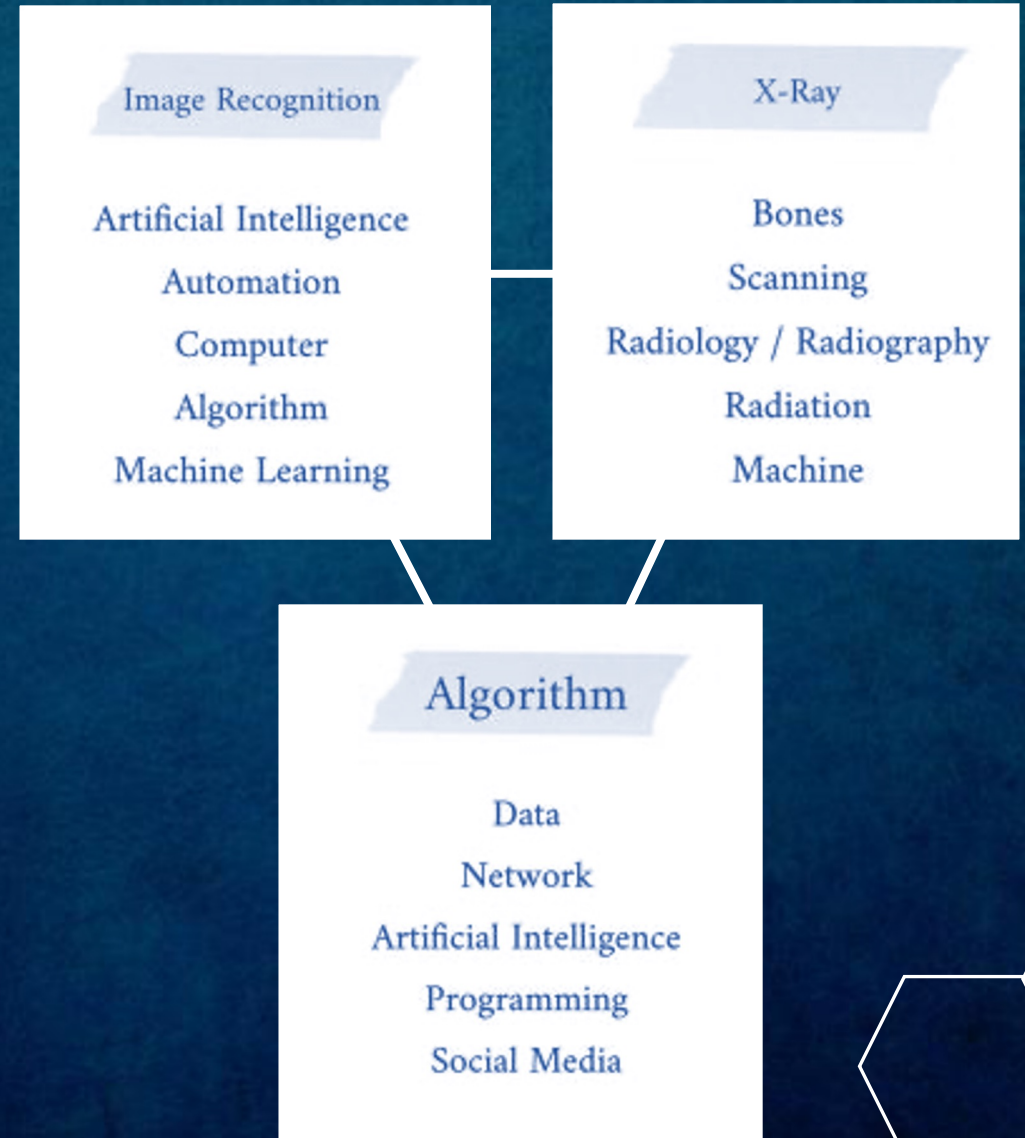 Image Recognition
Artificial Intelligence
Automation
Computer
Algorithm
Machine Learning
X-Ray
Bones
Scanning
Radiology / Radiography
Radiation
Machine
Algorithm
Data
Network
Artificial Intelligence
Programming
Social Media